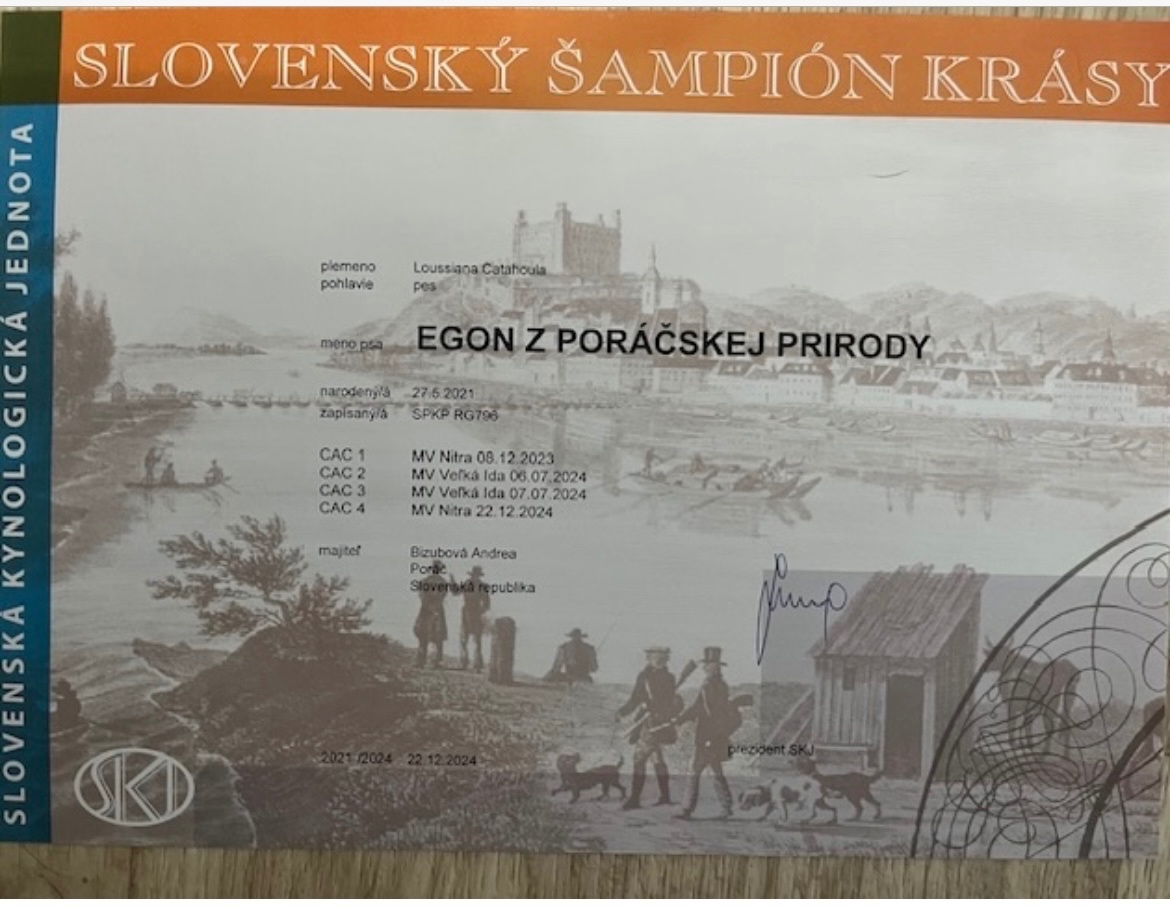 SLOVENSKÝ ŠAMPIÓN KRÁSY
SLOVENSKÁ KYNOLOGICKÁ JEDNOTA
plemeno Loussiana Catahoula
pohlavie pes
meno psa EGON Z PORÁČSKEJ PRIRODY
narodený/á 27.5.2021
zapísaný/á SPKP RG796
CAC 1 MV Nitra 08.12.2023
CAC 2 MV Veľká Ida 06.07.2024
CAC 3 MV Veľká Ida 07.07.2024
CAC 4 MV Nitra 22.12.2024
majiteľ Bizubová Andrea
Poráč
Slovenská republika
prezident SKJ
2021 /2024 22.12.2024
SKJ